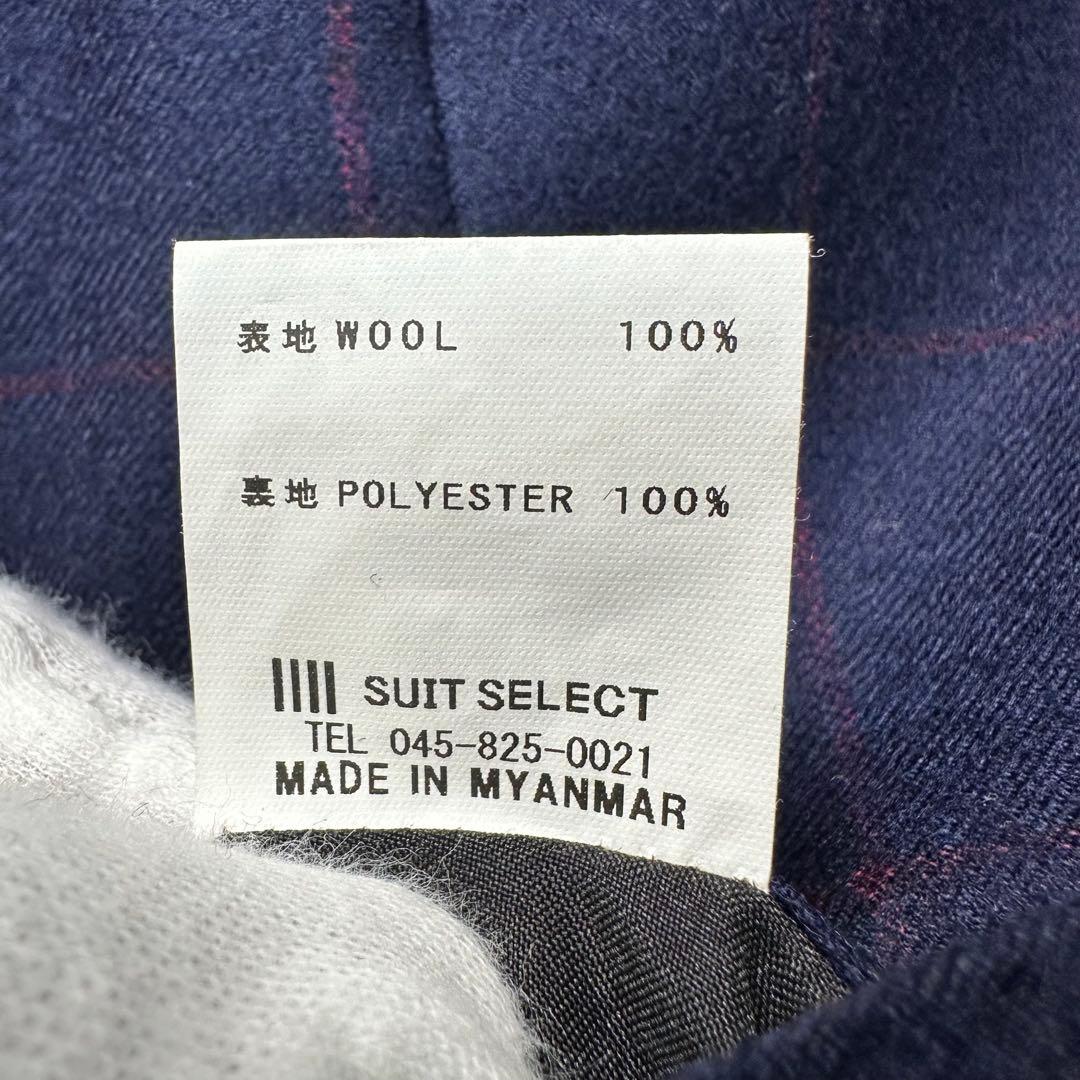 表地 WOOL 100%
裏地 POLYESTER 100%
SUIT SELECT
TEL 045-825-0021
MADE IN MYANMAR